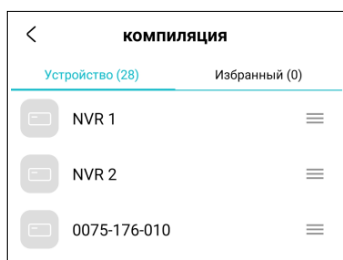 компиляция
Устройство (28) Избранный (0)
NVR 1
NVR 2
0075-176-010